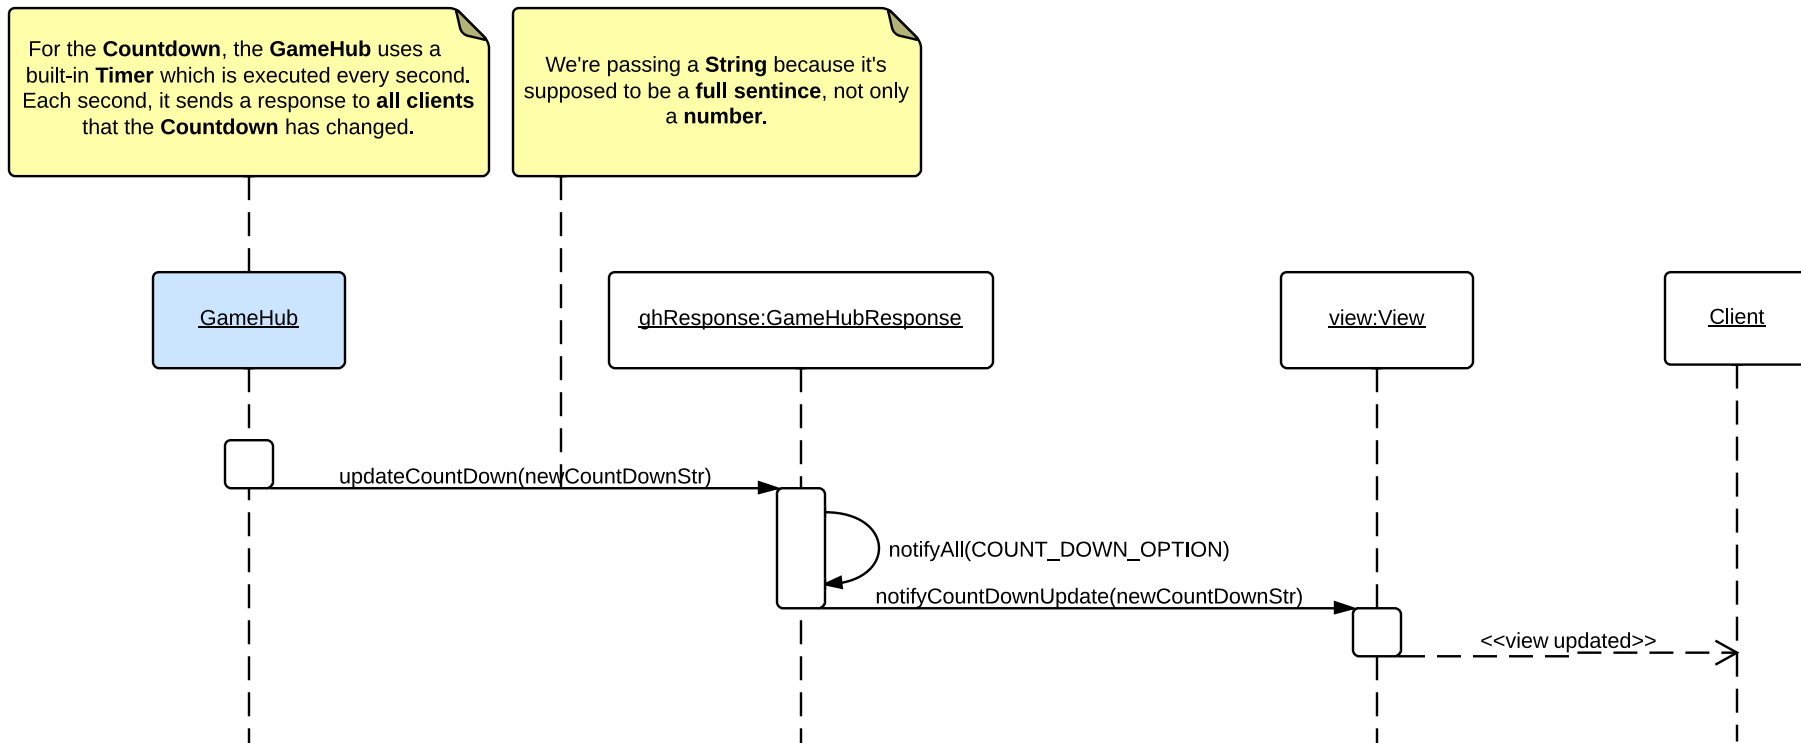 For the Countdown, the GameHub uses a
built-in Timer which is executed every second.
Each second, it sends a response to all clients
that the Countdown has changed.
We're passing a String because it's
supposed to be a full sentince, not only
a number.
GameHub
ghResponse:GameHubResponse
view:View
Client
updateCountDown(newCountDownStr)
notifyAll(COUNT_DOWN_OPTION)
notifyCountDownUpdate(newCountDownStr)
<<view updated>>